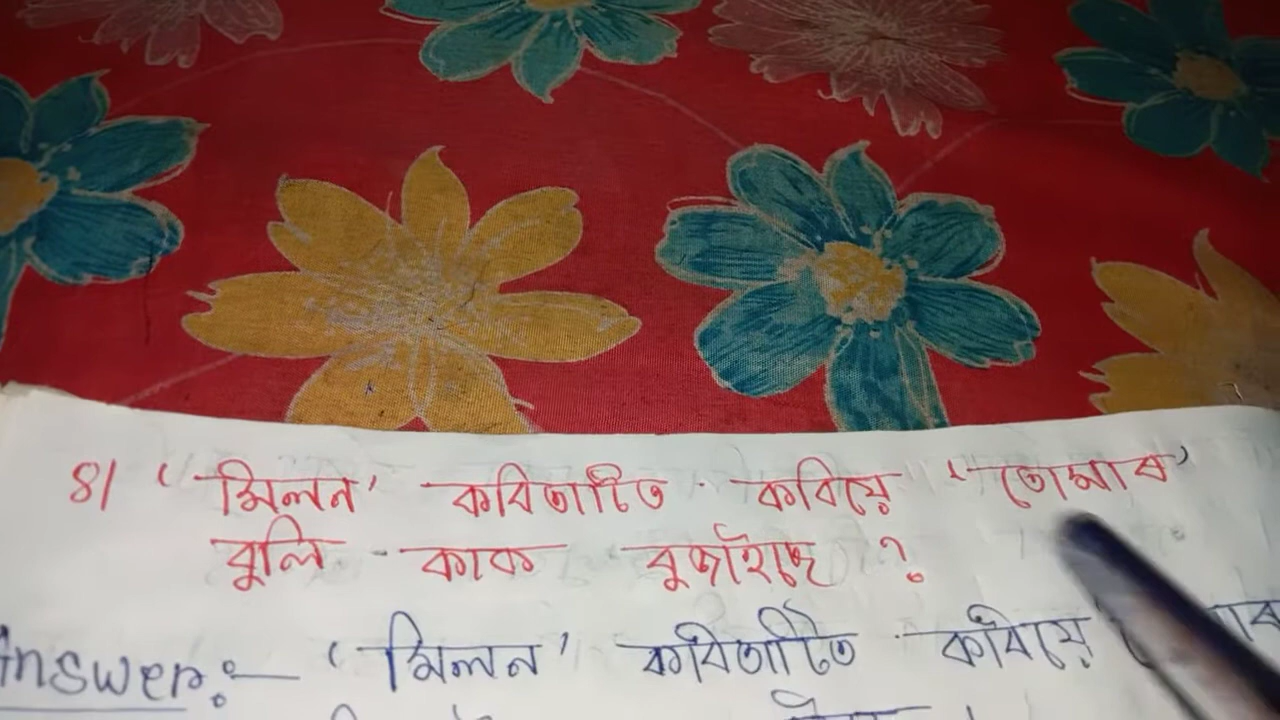 ৪। ‘মিলন’ কবিতাটিত কবিয়ে ‘তোমাৰ’
বুলি কাক বুজাইছে ?
Answer:— ‘মিলন’ কবিতাটিত কবিয়ে